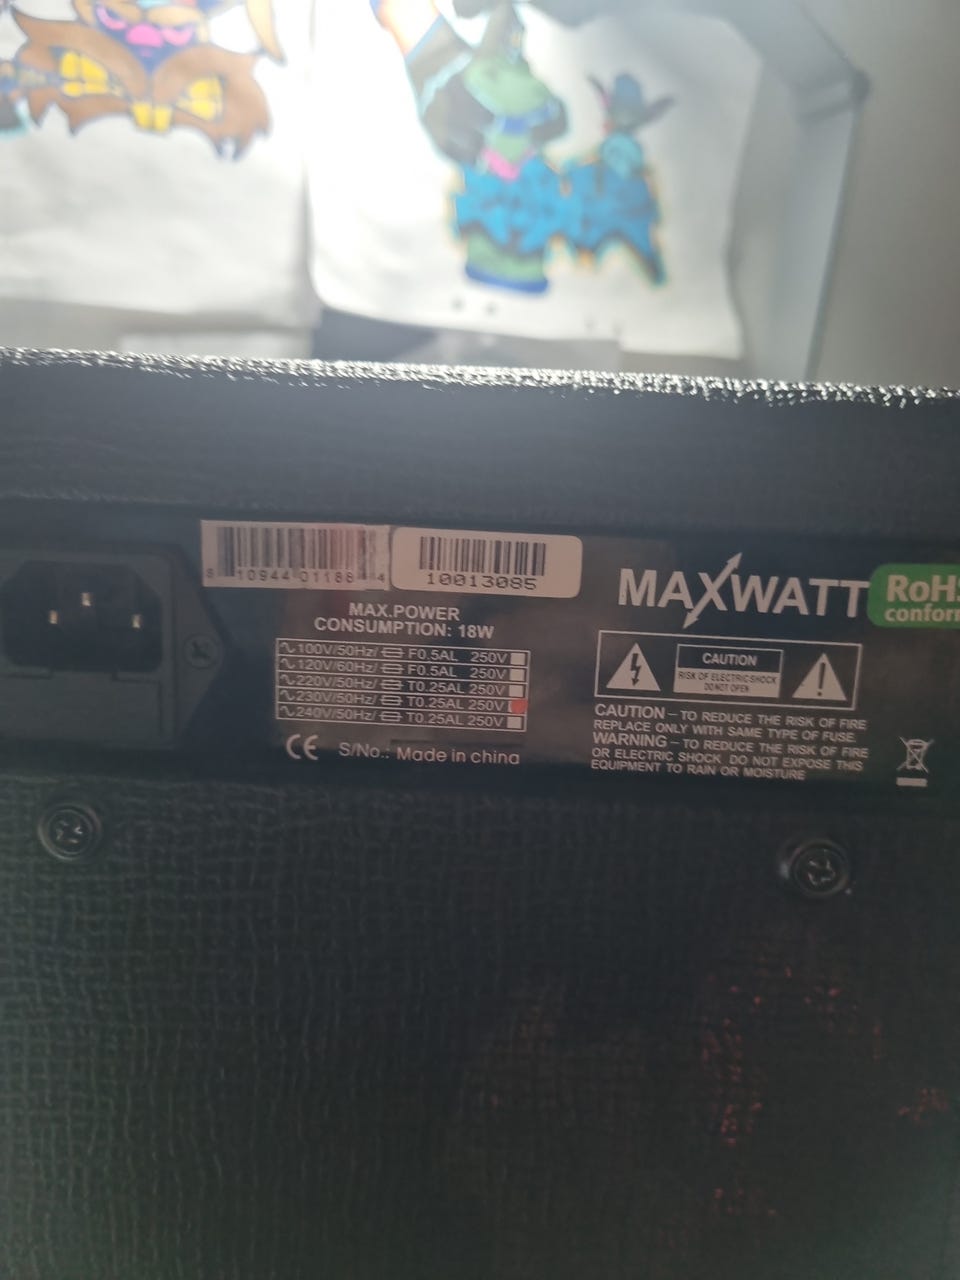 8 10944 01188 4
10013085
MAX.POWER
CONSUMPTION: 18W
100V/50Hz/ F0.5AL 250V
120V/60Hz/ F0.5AL 250V
220V/50Hz/ T0.25AL 250V
230V/50Hz/ T0.25AL 250V
240V/50Hz/ T0.25AL 250V
CE S/No.: Made in china
MAXWATT
RoHS
conform
CAUTION
RISK OF ELECTRIC SHOCK
DO NOT OPEN
CAUTION – TO REDUCE THE RISK OF FIRE
REPLACE ONLY WITH SAME TYPE OF FUSE
WARNING – TO REDUCE THE RISK OF FIRE
OR ELECTRIC SHOCK DO NOT EXPOSE THIS
EQUIPMENT TO RAIN OR MOISTURE